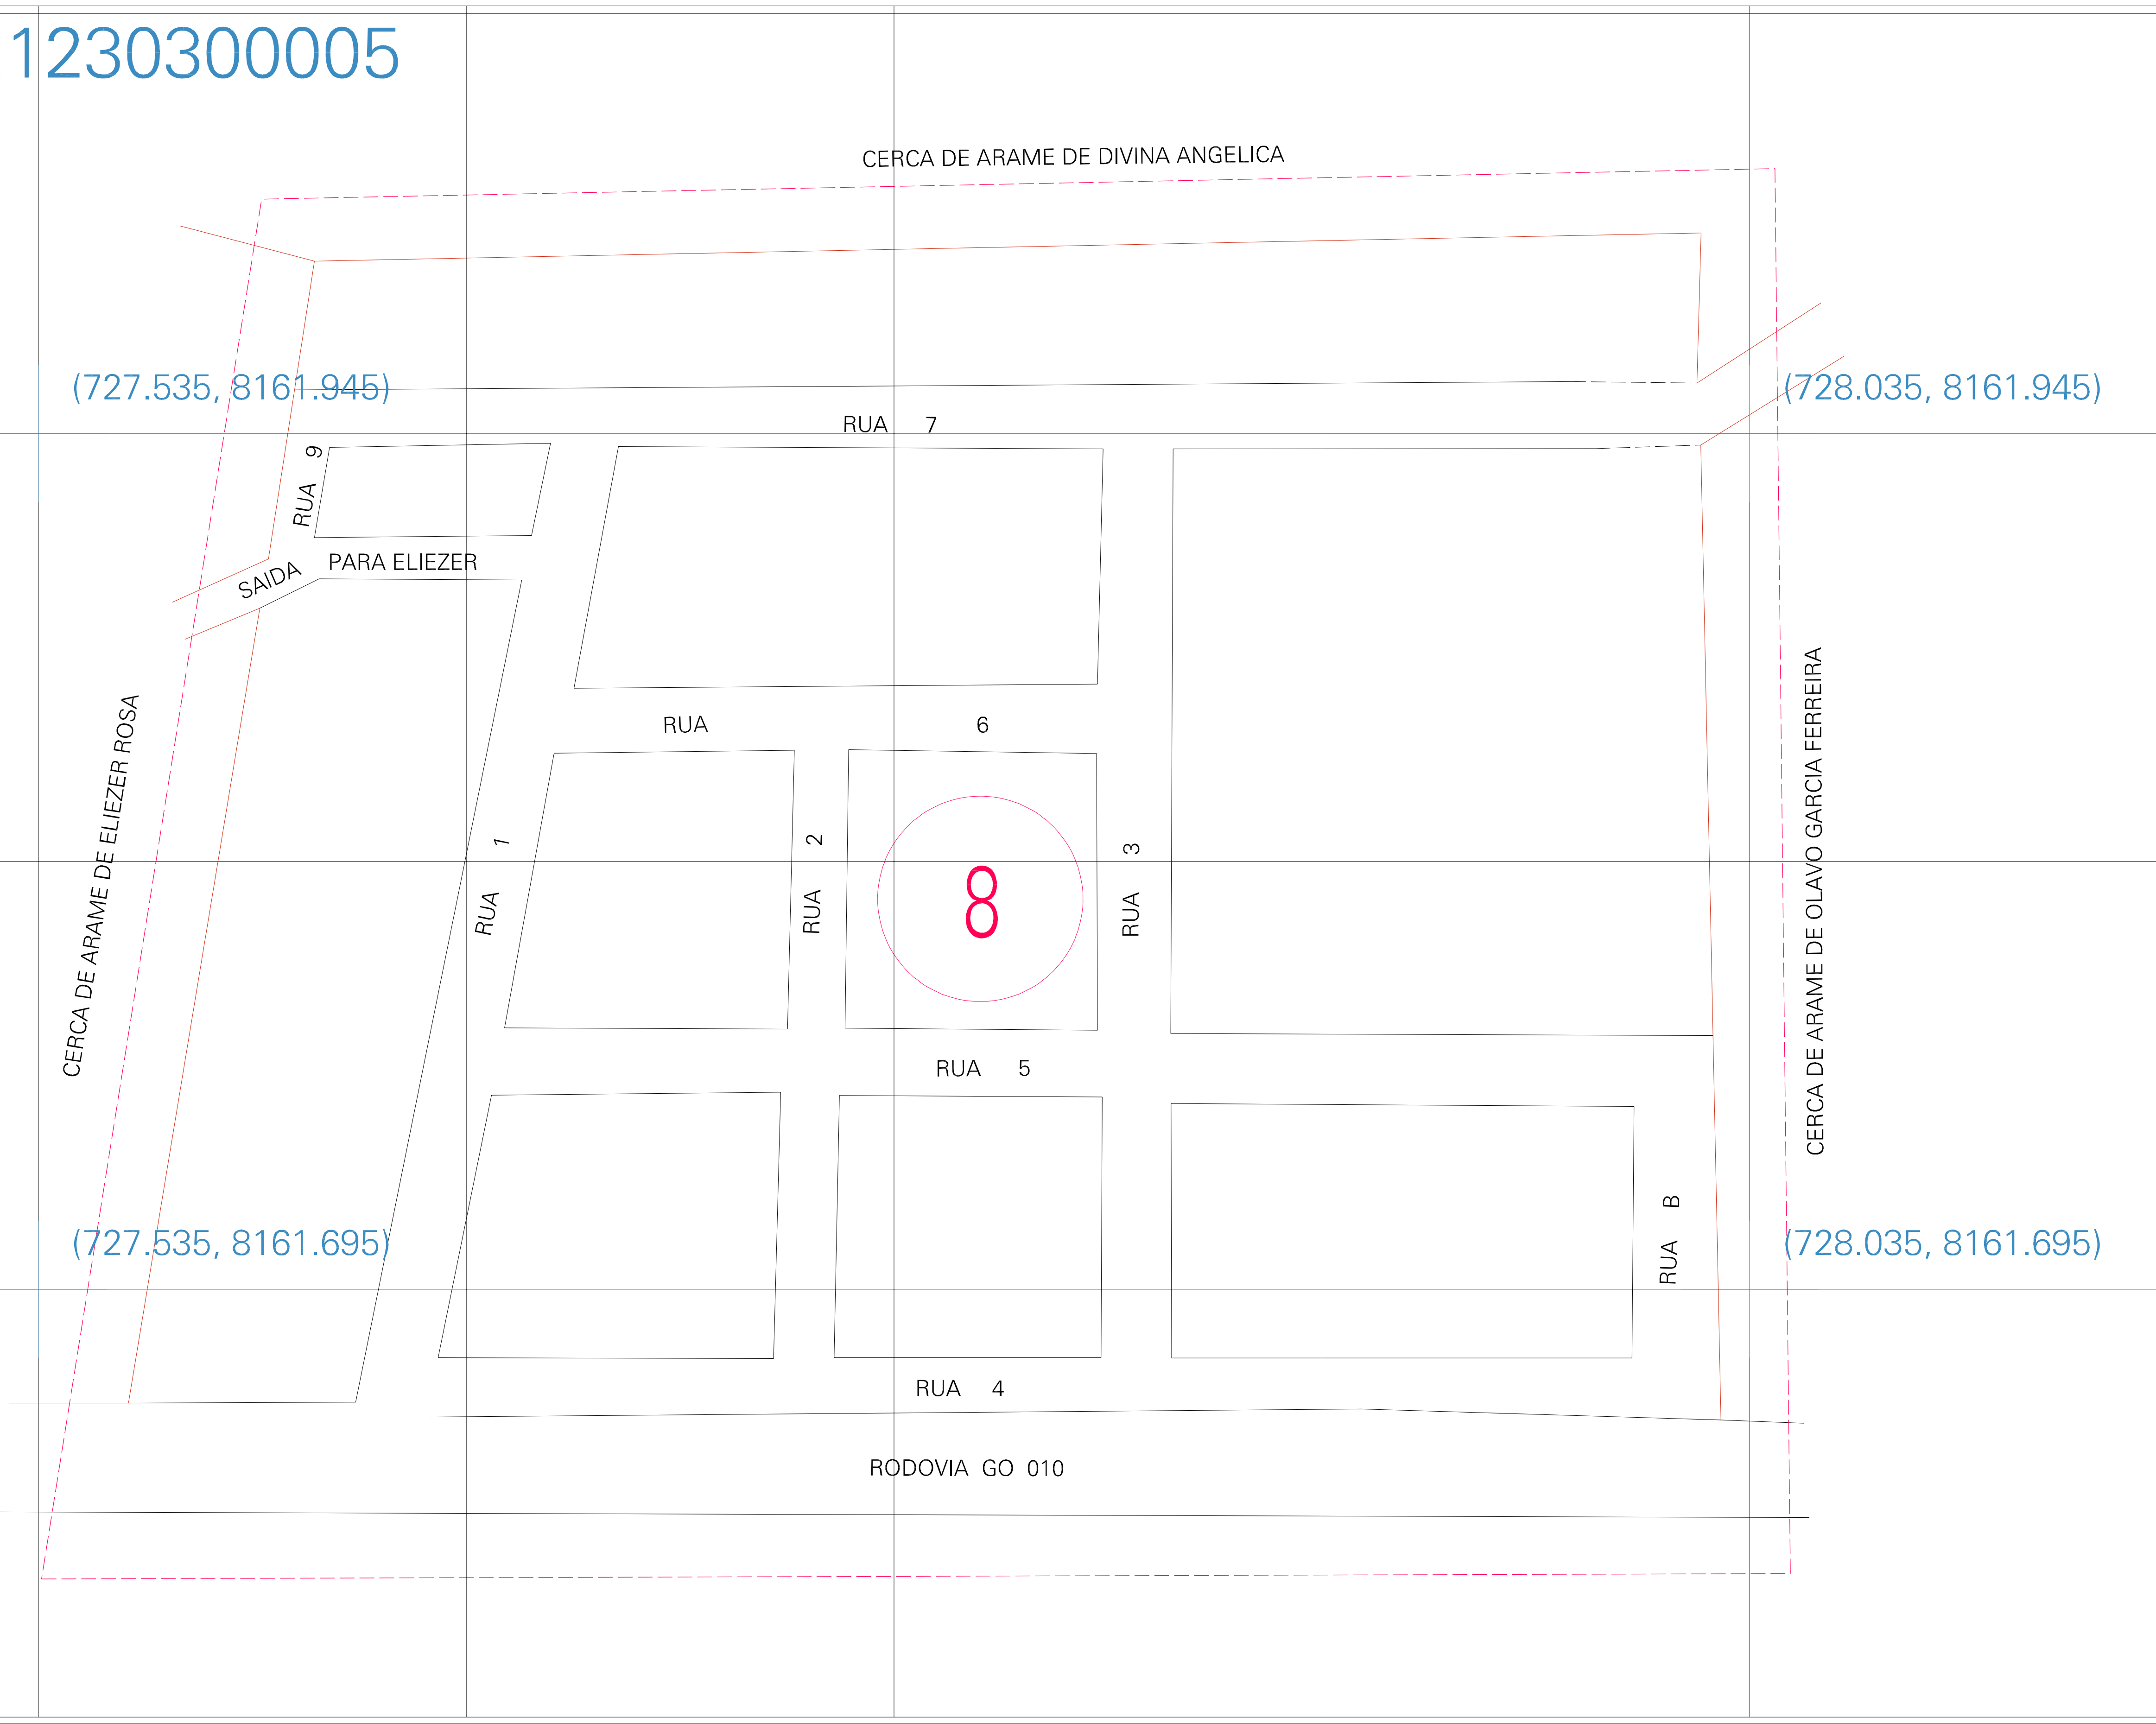 1230300005
CERCA DE ARAME DE DIVINA ANGELICA
(727.535, 8161.945)
(728.035, 8161.945)
RUA 7
RUA 9
SAIDA PARA ELIEZER
CERCA DE ARAME DE ELIEZER ROSA
CERCA DE ARAME DE OLAVO GARCIA FERREIRA
RUA 6
RUA 1
RUA 2
8
RUA 3
RUA 5
RUA B
(727.535, 8161.695)
(728.035, 8161.695)
RUA 4
RODOVIA GO 010